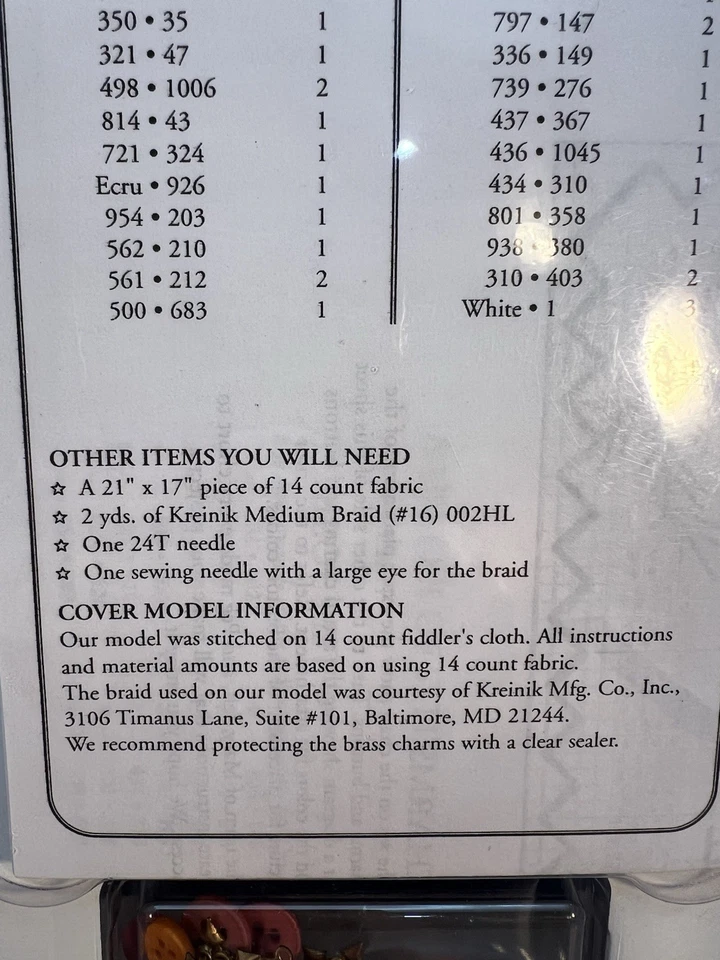 350 • 35 1
321 • 47 1
498 • 1006 2
814 • 43 1
721 • 324 1
Ecru • 926 1
954 • 203 1
562 • 210 1
561 • 212 2
500 • 683 1
797 • 147 2
336 • 149 1
739 • 276 1
437 • 367 1
436 • 1045 1
434 • 310 1
801 • 358 1
938 • 380 1
310 • 403 2
White • 1 3
OTHER ITEMS YOU WILL NEED
☆ A 21" x 17" piece of 14 count fabric
☆ 2 yds. of Kreinik Medium Braid (#16) 002HL
☆ One 24T needle
☆ One sewing needle with a large eye for the braid
COVER MODEL INFORMATION
Our model was stitched on 14 count fiddler's cloth. All instructions
and material amounts are based on using 14 count fabric.
The braid used on our model was courtesy of Kreinik Mfg. Co., Inc.,
3106 Timanus Lane, Suite #101, Baltimore, MD 21244.
We recommend protecting the brass charms with a clear sealer.